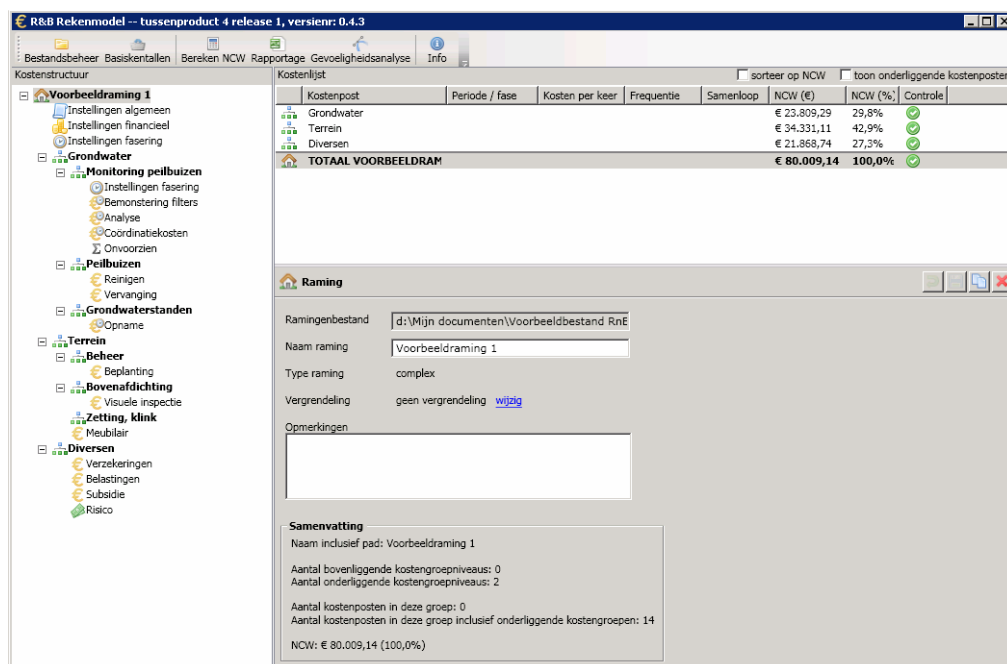 R&B Rekenmodel -- tussenproduct 4 release 1, versienr: 0.4.3
Bestandsbeheer Basiskentallen Bereken NCW Rapportage Gevoeligheidsanalyse Info
Kostenstructuur
Voorbeeldraming 1
Instellingen algemeen
Instellingen financieel
Instellingen fasering
Grondwater
Monitoring peilbuizen
Instellingen fasering
Bemonstering filters
Analyse
Coördinatiekosten
Onvoorzien
Peilbuizen
Reinigen
Vervanging
Grondwaterstanden
Opname
Terrein
Beheer
Beplanting
Bovenafdichting
Visuele inspectie
Zetting, klink
Meubilair
Diversen
Verzekeringen
Belastingen
Subsidie
Risico
Kostenlijst
sorteer op NCW toon onderliggende kostenposten
Kostenpost Periode / fase Kosten per keer Frequentie Samenloop NCW (€) NCW (%) Controle
Grondwater € 23.809,29 29,8%
Terrein € 34.331,11 42,9%
Diversen € 21.868,74 27,3%
TOTAAL VOORBEELDRAM € 80.009,14 100,0%
Raming
Ramingenbestand d:\Mijn documenten\Voorbeeldbestand RnB
Naam raming Voorbeeldraming 1
Type raming complex
Vergrendeling geen vergrendeling wijzig
Opmerkingen
Samenvatting
Naam inclusief pad: Voorbeeldraming 1
Aantal bovenliggende kostengroepniveaus: 0
Aantal onderliggende kostengroepniveaus: 2
Aantal kostenposten in deze groep: 0
Aantal kostenposten in deze groep inclusief onderliggende kostengroepen: 14
NCW: € 80.009,14 (100,0%)